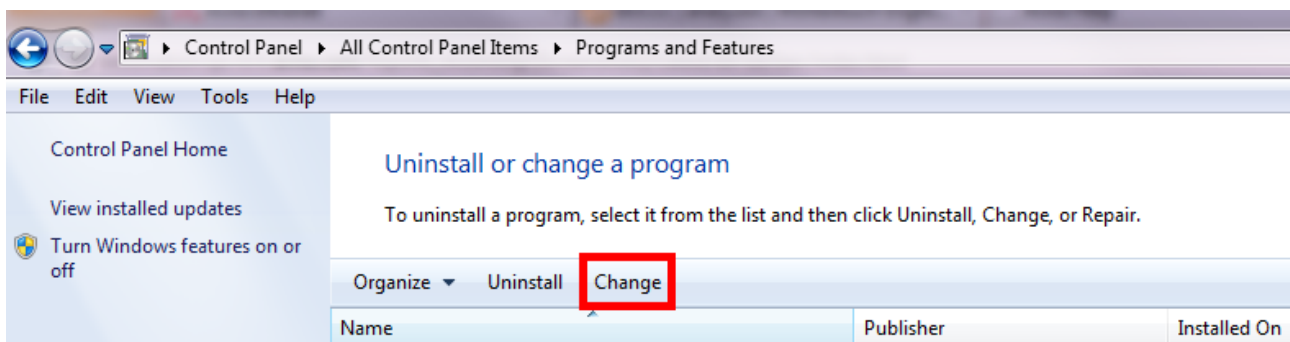 Control Panel All Control Panel Items Programs and Features
File Edit View Tools Help
Control Panel Home
View installed updates
Turn Windows features on or
off
Uninstall or change a program
To uninstall a program, select it from the list and then click Uninstall, Change, or Repair.
Organize Uninstall Change
Name Publisher Installed On